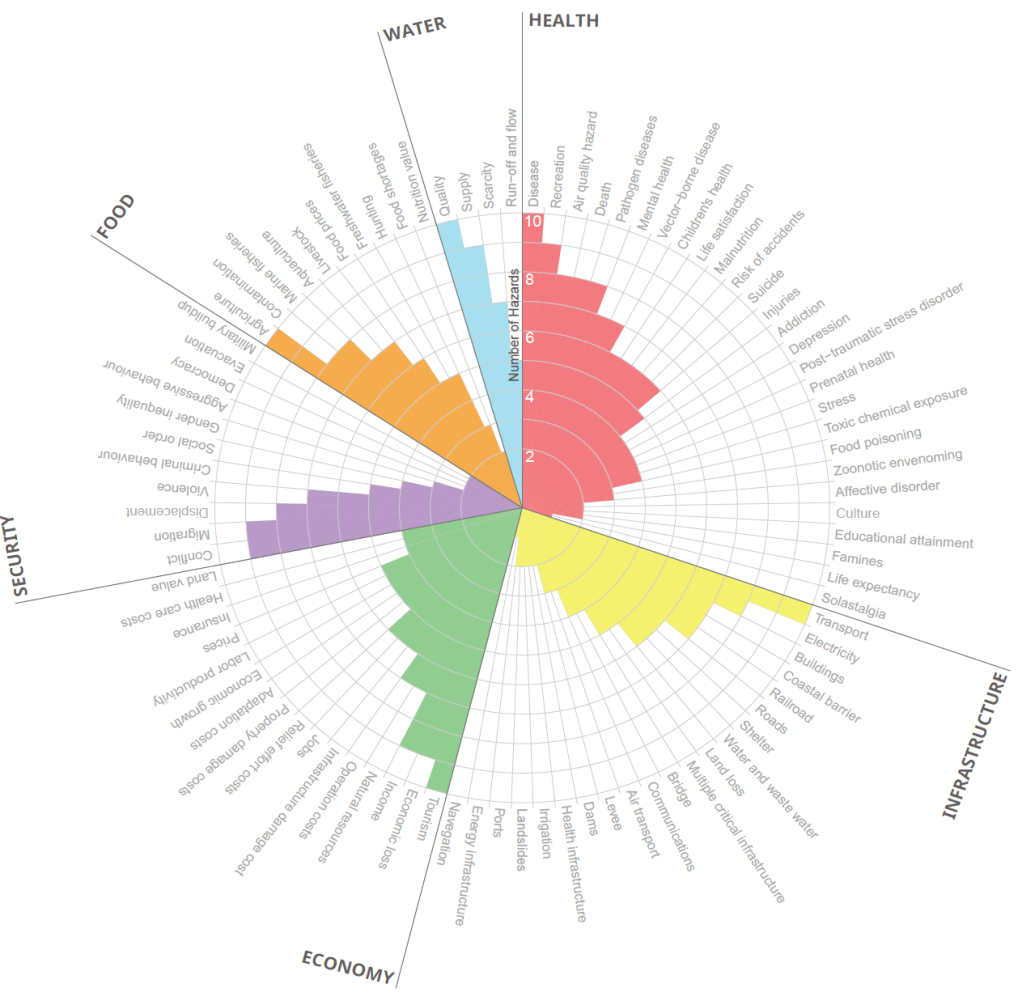 HEALTH
Disease
Recreation
Air quality hazard
Death
Pathogen diseases
Mental health
Vector-borne disease
Children's health
Life satisfaction
Malnutrition
Risk of accidents
Suicide
Injuries
Addiction
Depression
Post-traumatic stress disorder
Prenatal health
Stress
Toxic chemical exposure
Food poisoning
Zoonotic envenoming
Affective disorder
Culture
Educational attainment
Famines
Life expectancy
Solastalgia
INFRASTRUCTURE
Transport
Electricity
Buildings
Coastal barrier
Railroad
Roads
Shelter
Water and waste water
Land loss
Multiple critical infrastructure
Bridge
Communications
Air transport
Levee
Dams
Health infrastructure
Irrigation
Landslides
Ports
Energy infrastructure
Navegation
ECONOMY
Tourism
Economic loss
Income
Natural resources
Operation costs
Infrastructure damage cost
Jobs
Relief effort costs
Property damage costs
Adaptation costs
Economic growth
Labor productivity
Prices
Insurance
Health care costs
Land value
SECURITY
Conflict
Migration
Displacement
Violence
Criminal behaviour
Social order
Gender inequality
Aggressive behaviour
Democracy
Evacuation
Military buildup
FOOD
Agriculture
Contamination
Marine fisheries
Aquaculture
Livestock
Food prices
Freshwater fisheries
Hunting
Food shortages
Nutrition value
WATER
Quality
Supply
Scarcity
Run-off and flow
Number of Hazards
10
8
6
4
2